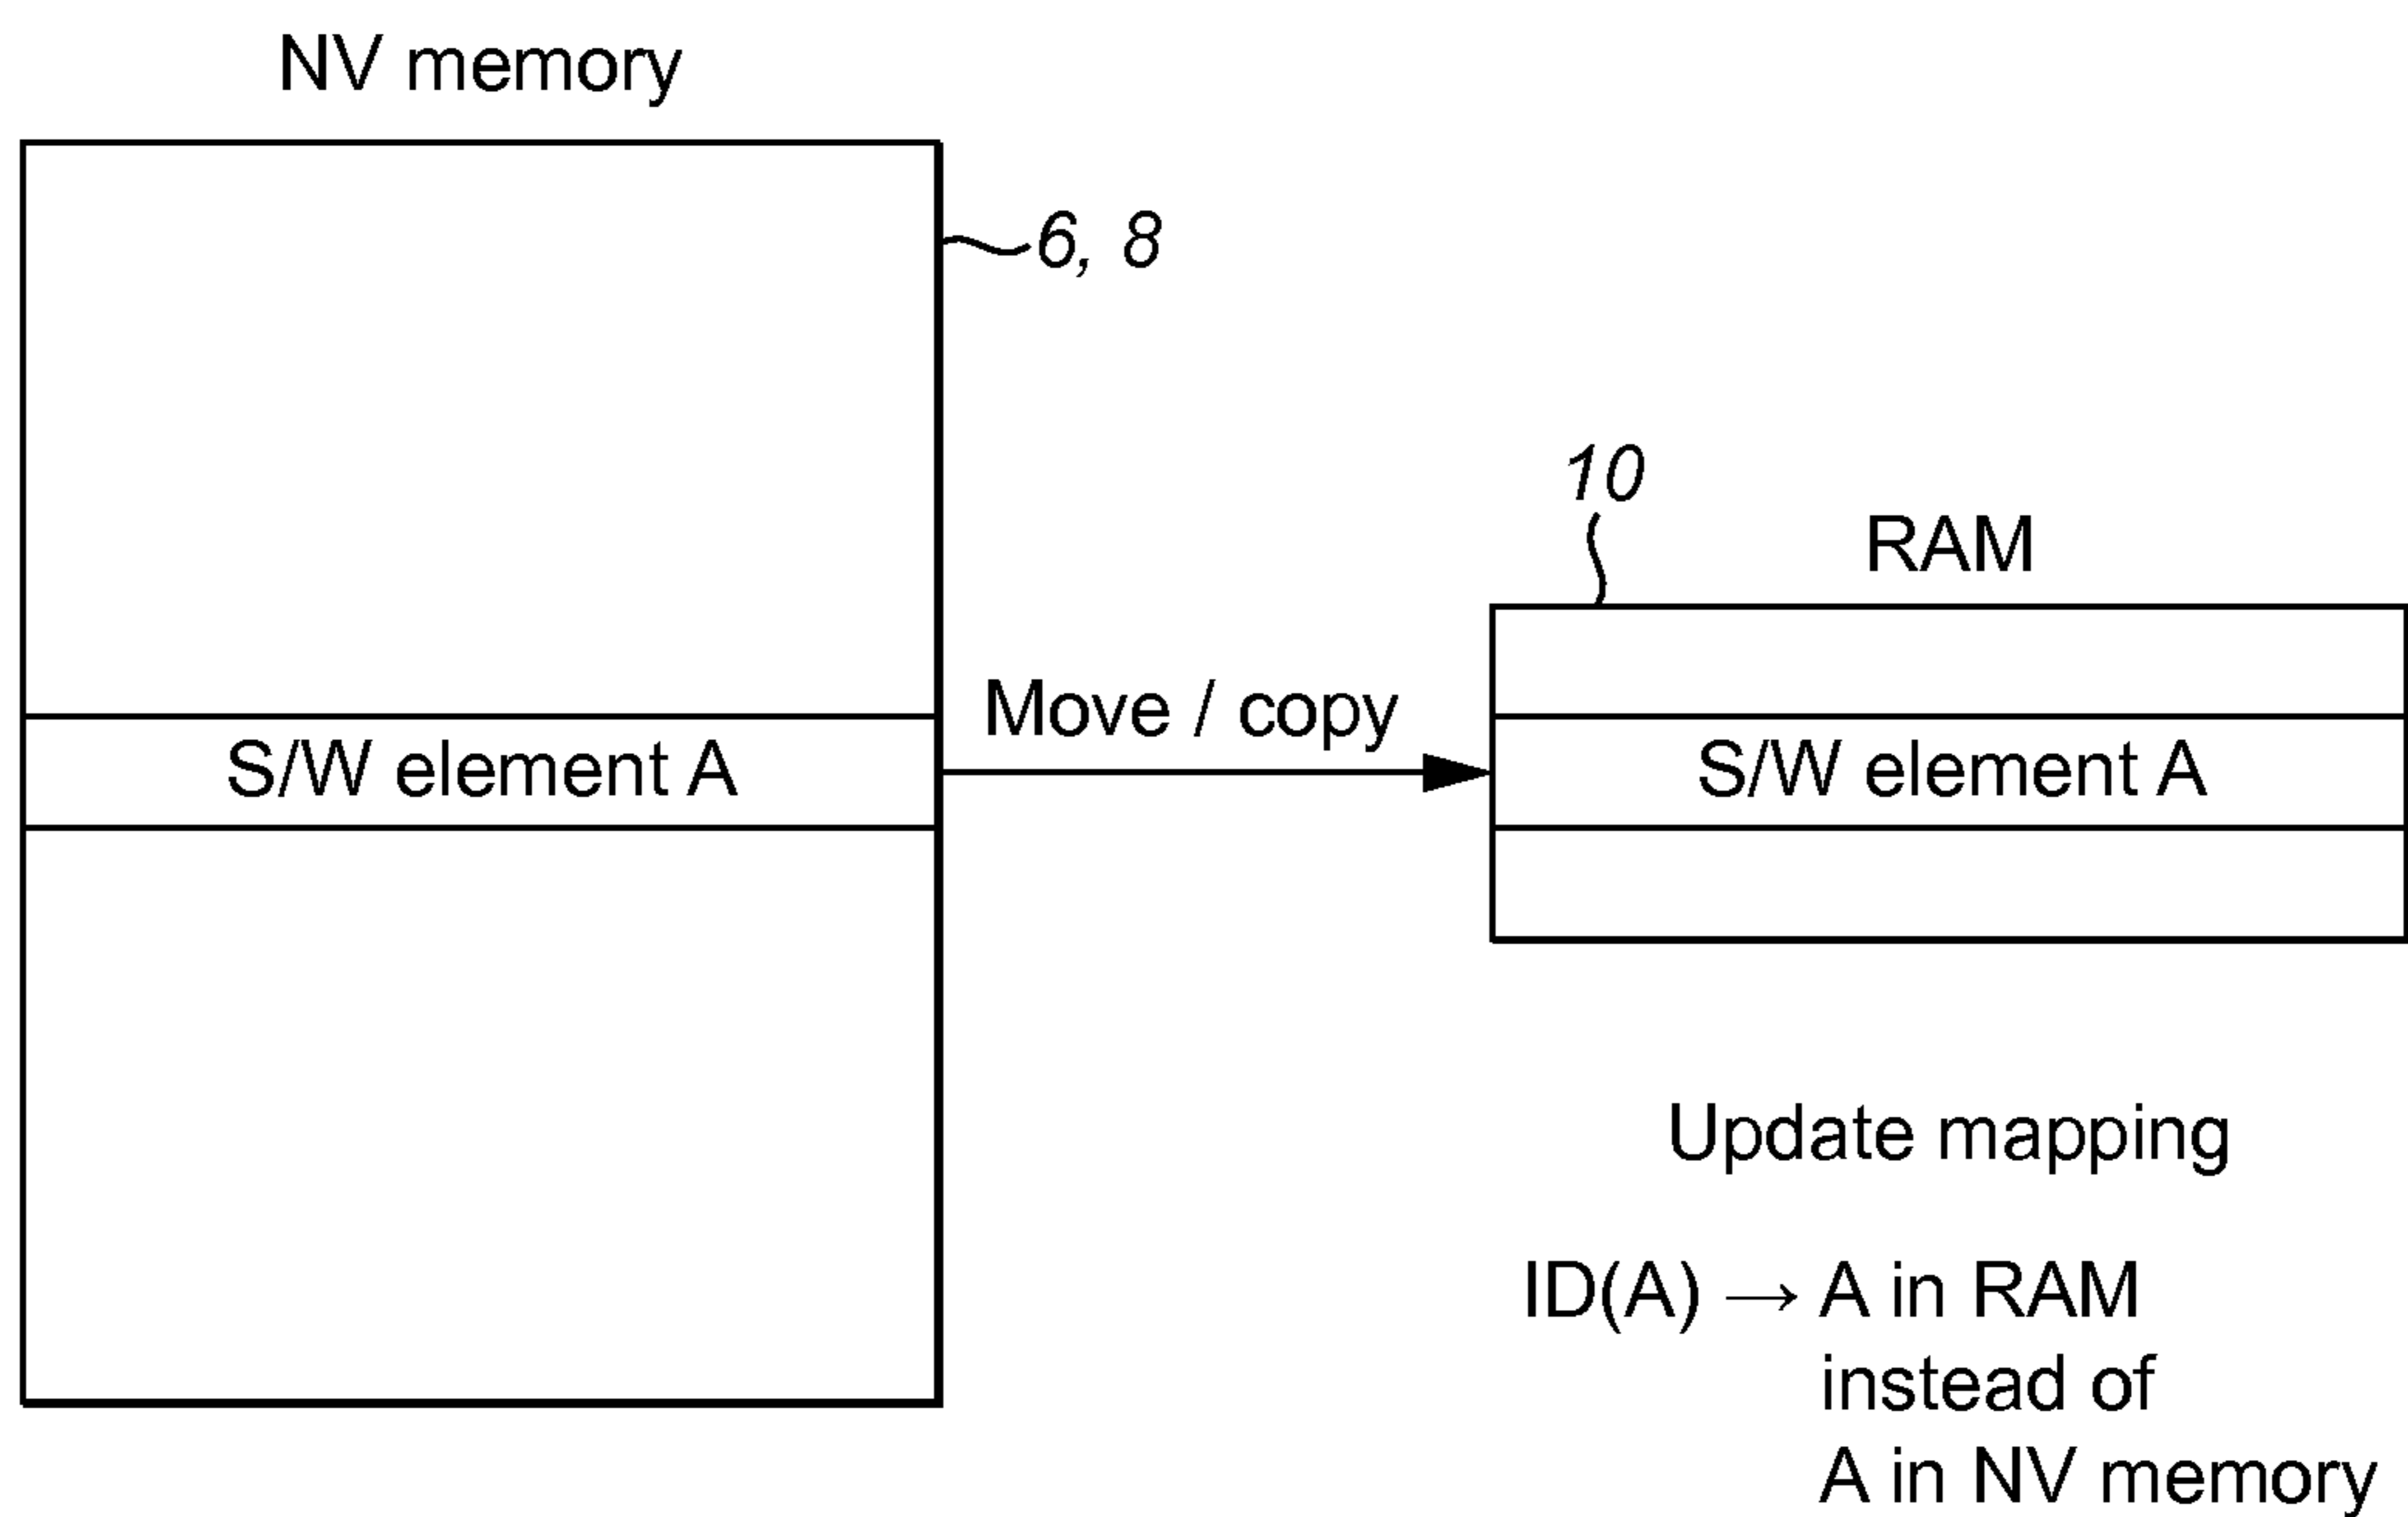 NV memory
6, 8
10
RAM
Move / copy
S/W element A
S/W element A
Update mapping
ID(A) → A in RAM
instead of
A in NV memory